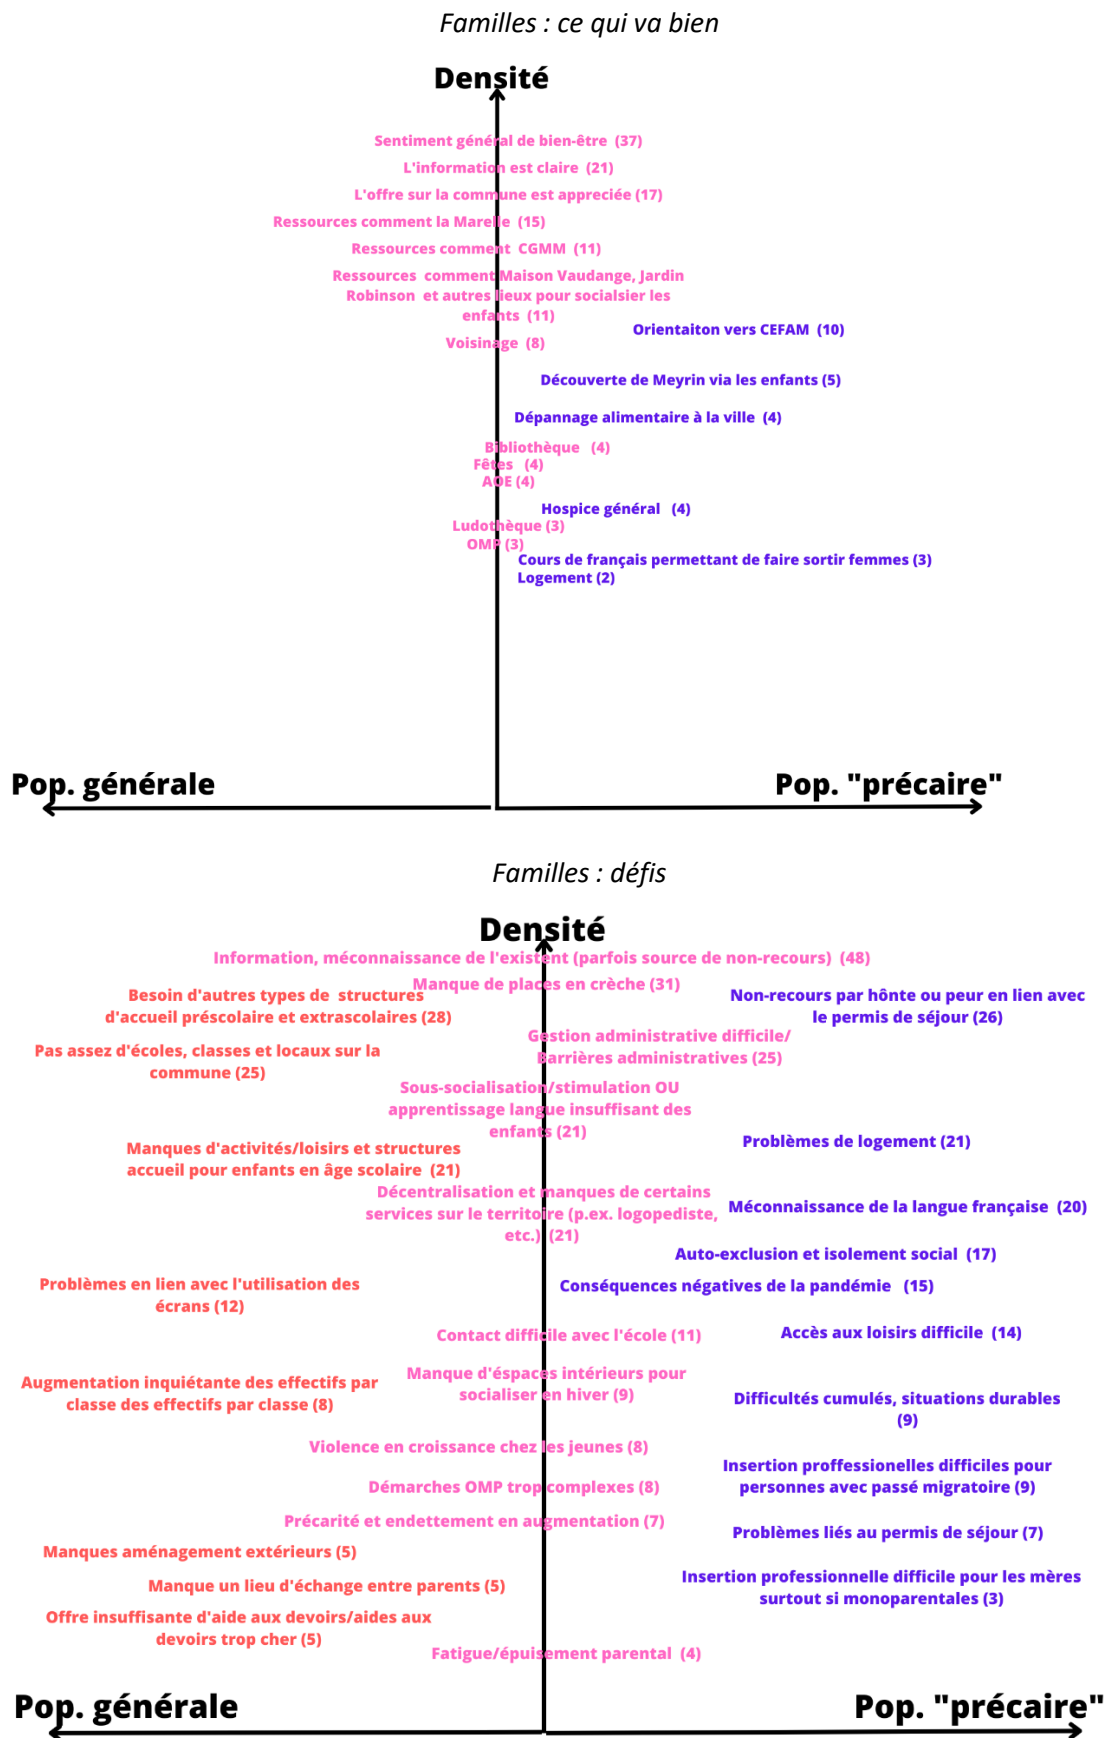 Familles : ce qui va bien
Densité
Sentiment général de bien-être (37)
L'information est claire (21)
L'offre sur la commune est appreciée (17)
Ressources comment la Marelle (15)
Ressources comment CGMM (11)
Ressources comment Maison Vaudange, Jardin
Robinson et autres lieux pour socialsier les
enfants (11)
Orientaiton vers CEFAM (10)
Voisinage (8)
Découverte de Meyrin via les enfants (5)
Dépannage alimentaire à la ville (4)
Bibliothèque (4)
Fêtes (4)
AOE (4)
Hospice général (4)
Ludothèque (3)
OMP (3)
Cours de français permettant de faire sortir femmes (3)
Logement (2)
Pop. générale
Pop. "précaire"
Familles : défis
Densité
Information, méconnaissance de l'existent (parfois source de non-recours) (48)
Manque de places en crèche (31)
Besoin d'autres types de structures
d'accueil préscolaire et extrascolaires (28)
Non-recours par hônte ou peur en lien avec
le permis de séjour (26)
Gestion administrative difficile/
Barrières administratives (25)
Pas assez d'écoles, classes et locaux sur la
commune (25)
Sous-socialisation/stimulation OU
apprentissage langue insuffisant des
enfants (21)
Problèmes de logement (21)
Manques d'activités/loisirs et structures
accueil pour enfants en âge scolaire (21)
Décentralisation et manques de certains
services sur le territoire (p.ex. logopediste,
etc.) (21)
Méconnaissance de la langue française (20)
Auto-exclusion et isolement social (17)
Problèmes en lien avec l'utilisation des
écrans (12)
Conséquences négatives de la pandémie (15)
Contact difficile avec l'école (11)
Accès aux loisirs difficile (14)
Manque d'éspaces intérieurs pour
socialiser en hiver (9)
Augmentation inquiétante des effectifs par
classe des effectifs par classe (8)
Difficultés cumulés, situations durables
(9)
Violence en croissance chez les jeunes (8)
Insertion proffessionelles difficiles pour
personnes avec passé migratoire (9)
Démarches OMP trop complexes (8)
Précarité et endettement en augmentation (7)
Problèmes liés au permis de séjour (7)
Manques aménagement extérieurs (5)
Manque un lieu d'échange entre parents (5)
Insertion professionnelle difficile pour les mères
surtout si monoparentales (3)
Offre insuffisante d'aide aux devoirs/aides aux
devoirs trop cher (5)
Fatigue/épuisement parental (4)
Pop. générale
Pop. "précaire"